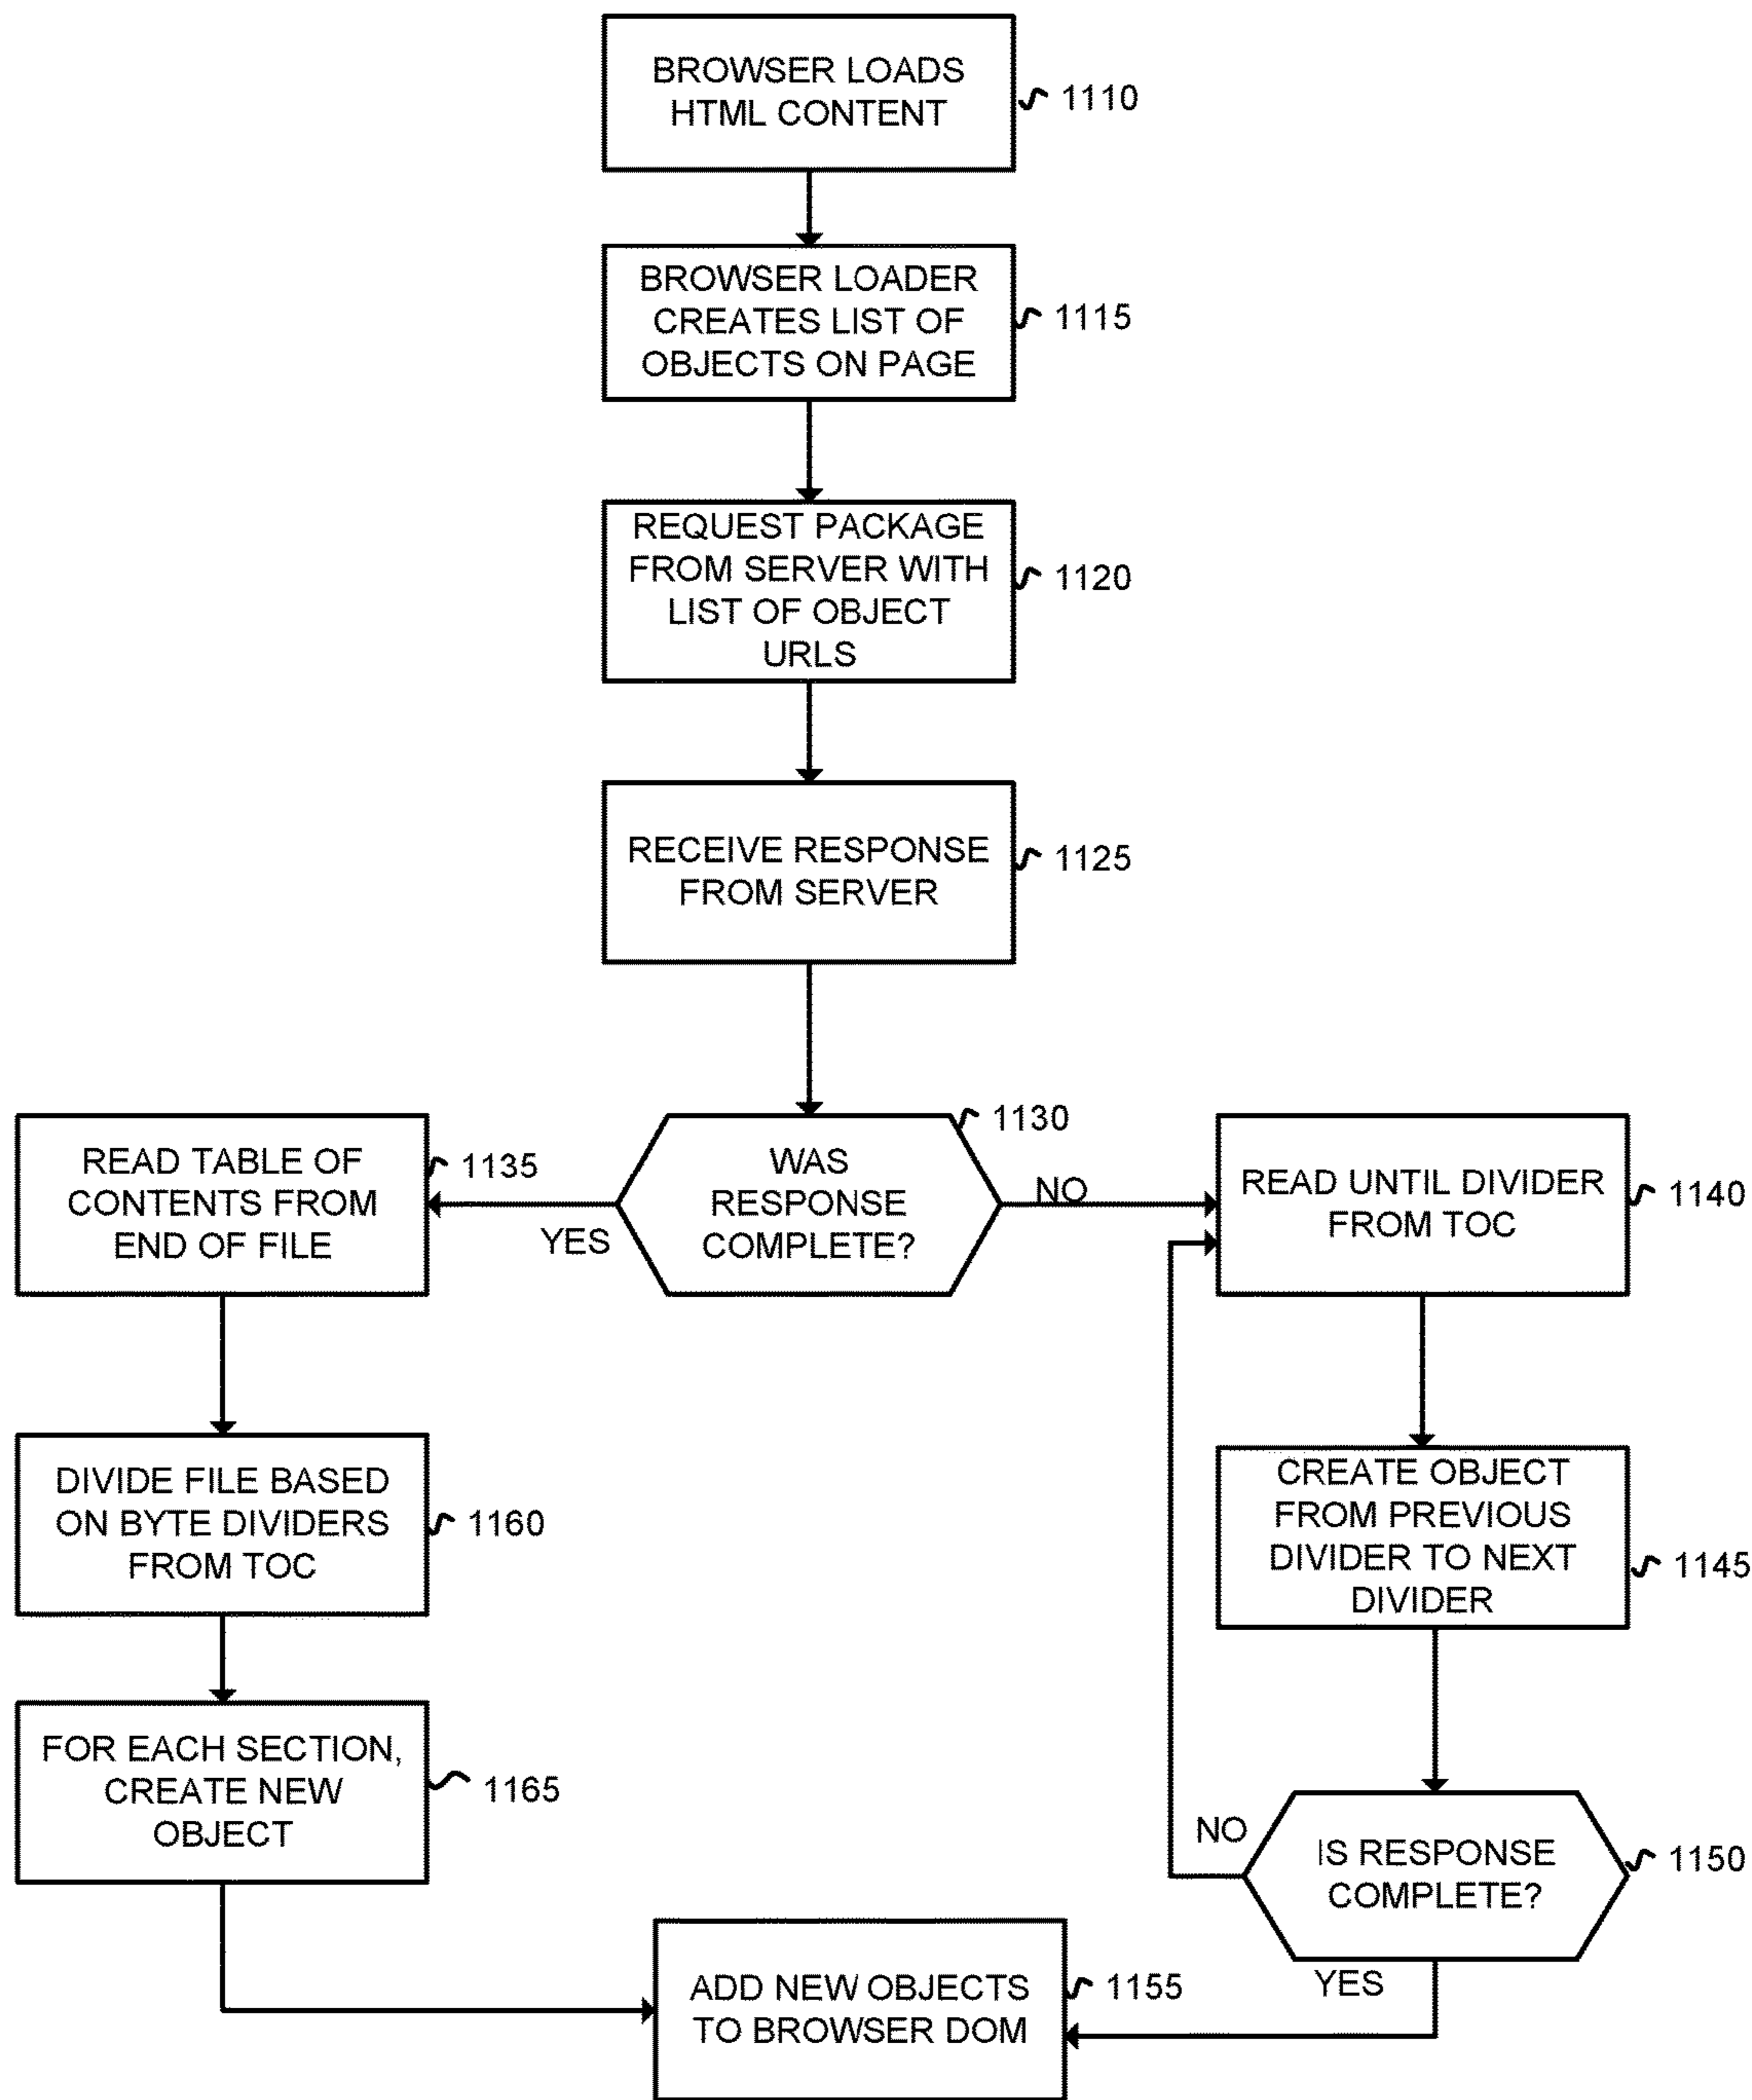 BROWSER LOADS
HTML CONTENT
1110
BROWSER LOADER
CREATES LIST OF
OBJECTS ON PAGE
1115
REQUEST PACKAGE
FROM SERVER WITH
LIST OF OBJECT
URLS
1120
RECEIVE RESPONSE
FROM SERVER
1125
WAS
RESPONSE
COMPLETE?
1130
YES
NO
READ TABLE OF
CONTENTS FROM
END OF FILE
1135
READ UNTIL DIVIDER
FROM TOC
1140
DIVIDE FILE BASED
ON BYTE DIVIDERS
FROM TOC
1160
CREATE OBJECT
FROM PREVIOUS
DIVIDER TO NEXT
DIVIDER
1145
FOR EACH SECTION,
CREATE NEW
OBJECT
1165
NO
IS RESPONSE
COMPLETE?
1150
YES
ADD NEW OBJECTS
TO BROWSER DOM
1155